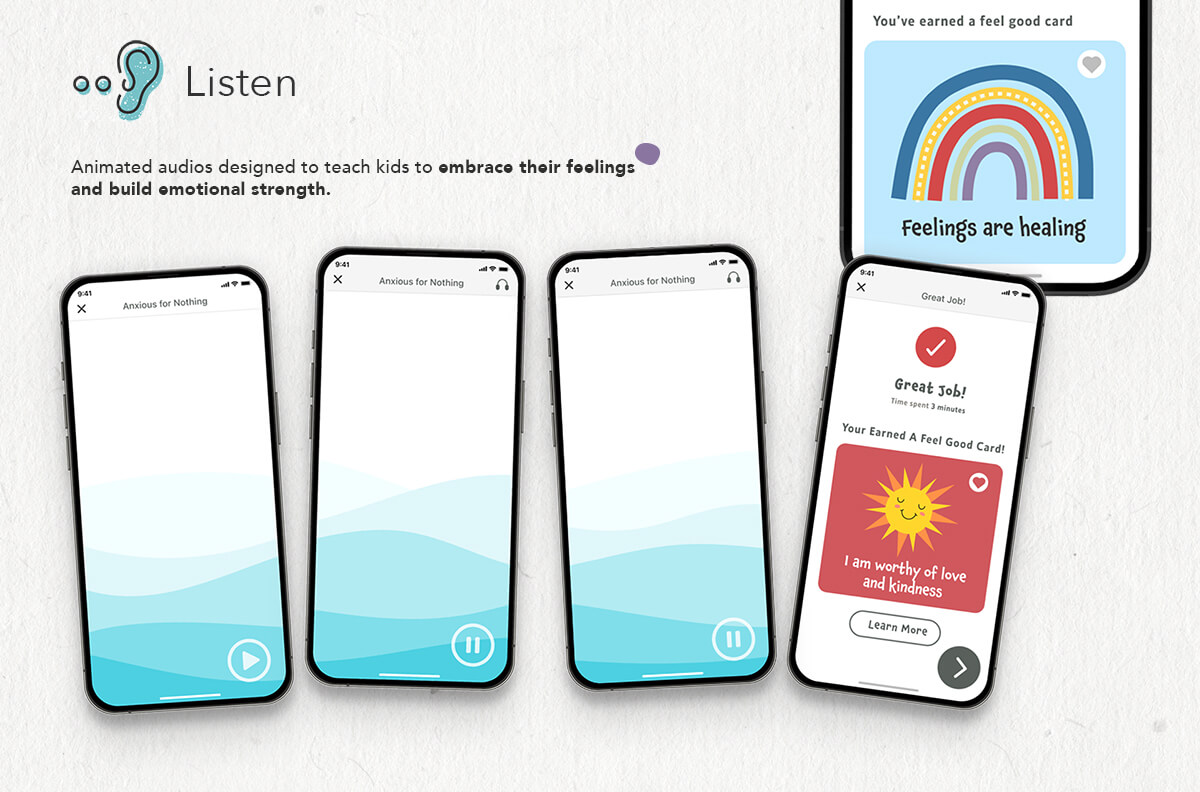 Listen
Animated audios designed to teach kids to embrace their feelings
and build emotional strength.
You've earned a feel good card
Feelings are healing
9:41
Anxious for Nothing
9:41
Anxious for Nothing
9:41
Anxious for Nothing
9:41
Great Job!
Great Job!
Time spent 3 minutes
Your Earned A Feel Good Card!
I am worthy of love
and kindness
Learn More